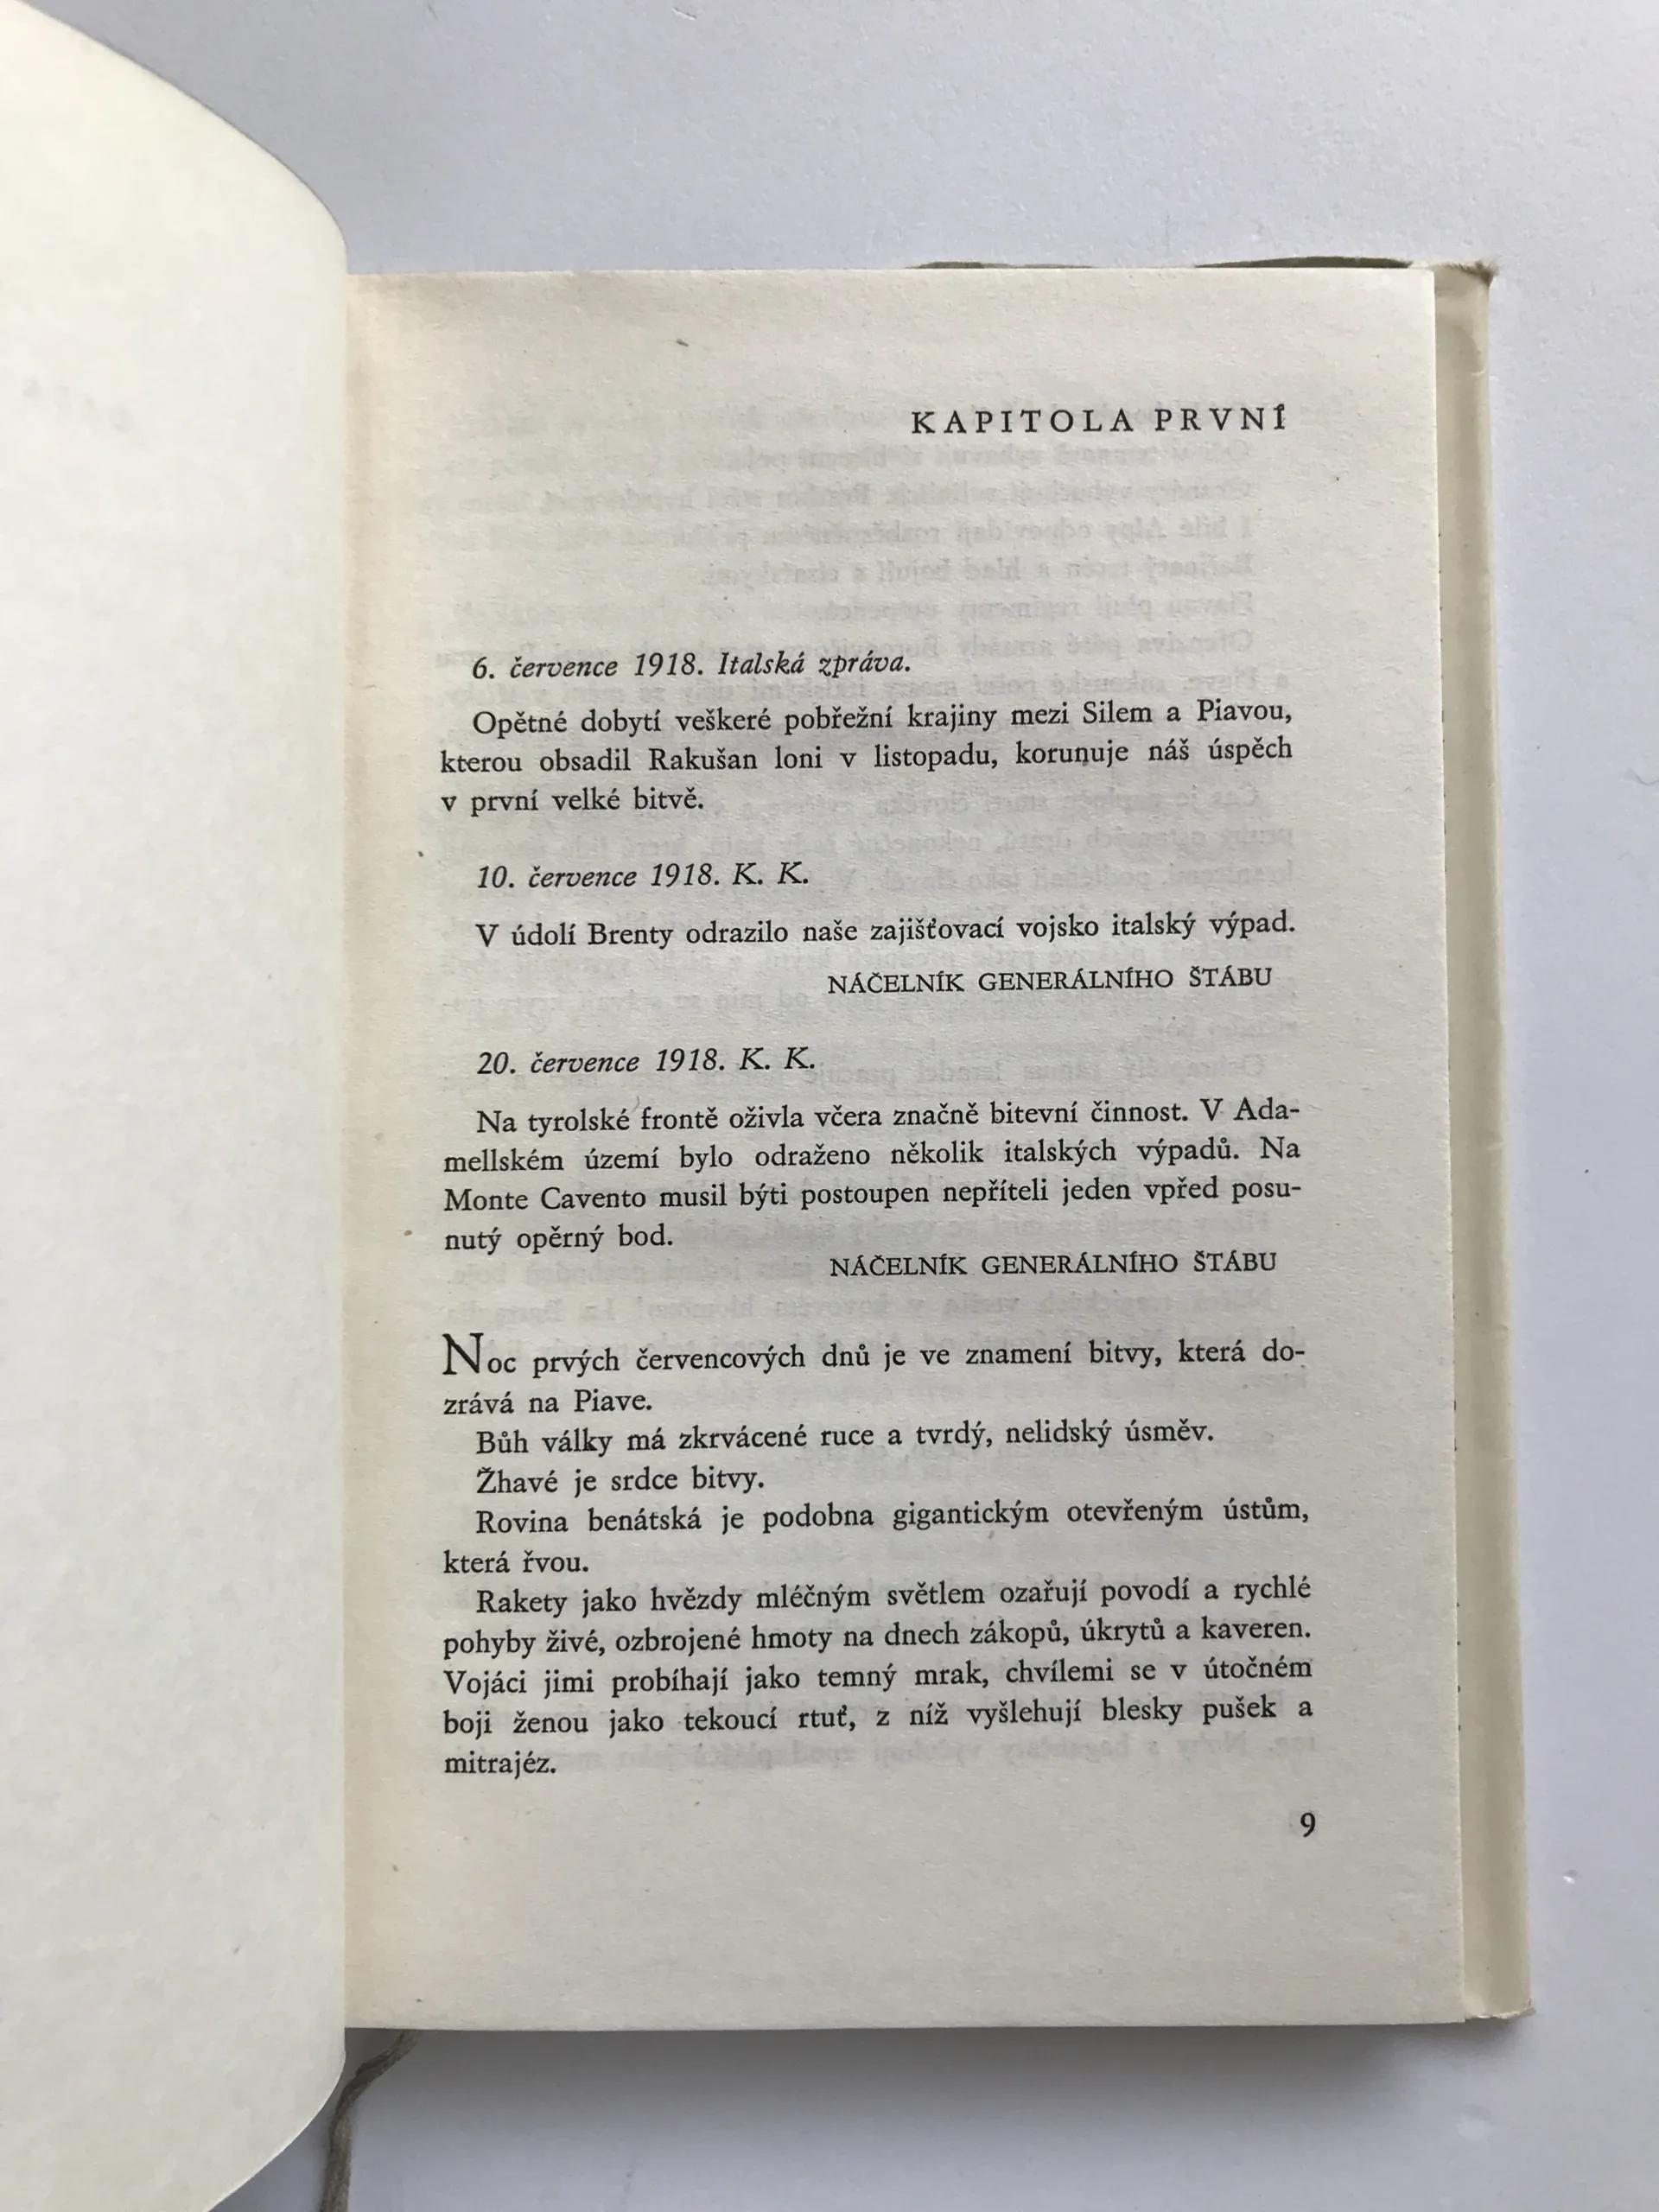 KAPITOLA PRVNÍ
6. července 1918. Italská zpráva.
Opětné dobytí veškeré pobřežní krajiny mezi Silem a Piavou,
kterou obsadil Rakušan loni v listopadu, korunuje náš úspěch
v první velké bitvě.
10. července 1918. K. K.
V údolí Brenty odrazilo naše zajišťovací vojsko italský výpad.
NÁČELNÍK GENERÁLNÍHO ŠTÁBU
20. července 1918. K. K.
Na tyrolské frontě oživla včera značně bitevní činnost. V Ada-
mellském území bylo odraženo několik italských výpadů. Na
Monte Cavento musil býti postoupen nepříteli jeden vpřed posu-
nutý opěrný bod.
NÁČELNÍK GENERÁLNÍHO ŠTÁBU
Noc prvých červencových dnů je ve znamení bitvy, která do-
zrává na Piave.
Bůh války má zkrvácené ruce a tvrdý, nelidský úsměv.
Žhavé je srdce bitvy.
Rovina benátská je podobna gigantickým otevřeným ústům,
která řvou.
Rakety jako hvězdy mléčným světlem ozařují povodí a rychlé
pohyby živé, ozbrojené hmoty na dnech zákopů, úkrytů a kaveren.
Vojáci jimi probíhají jako temný mrak, chvílemi se v útočném
boji ženou jako tekoucí rtuť, z níž vyšlehují blesky pušek a
mitrajéz.
9